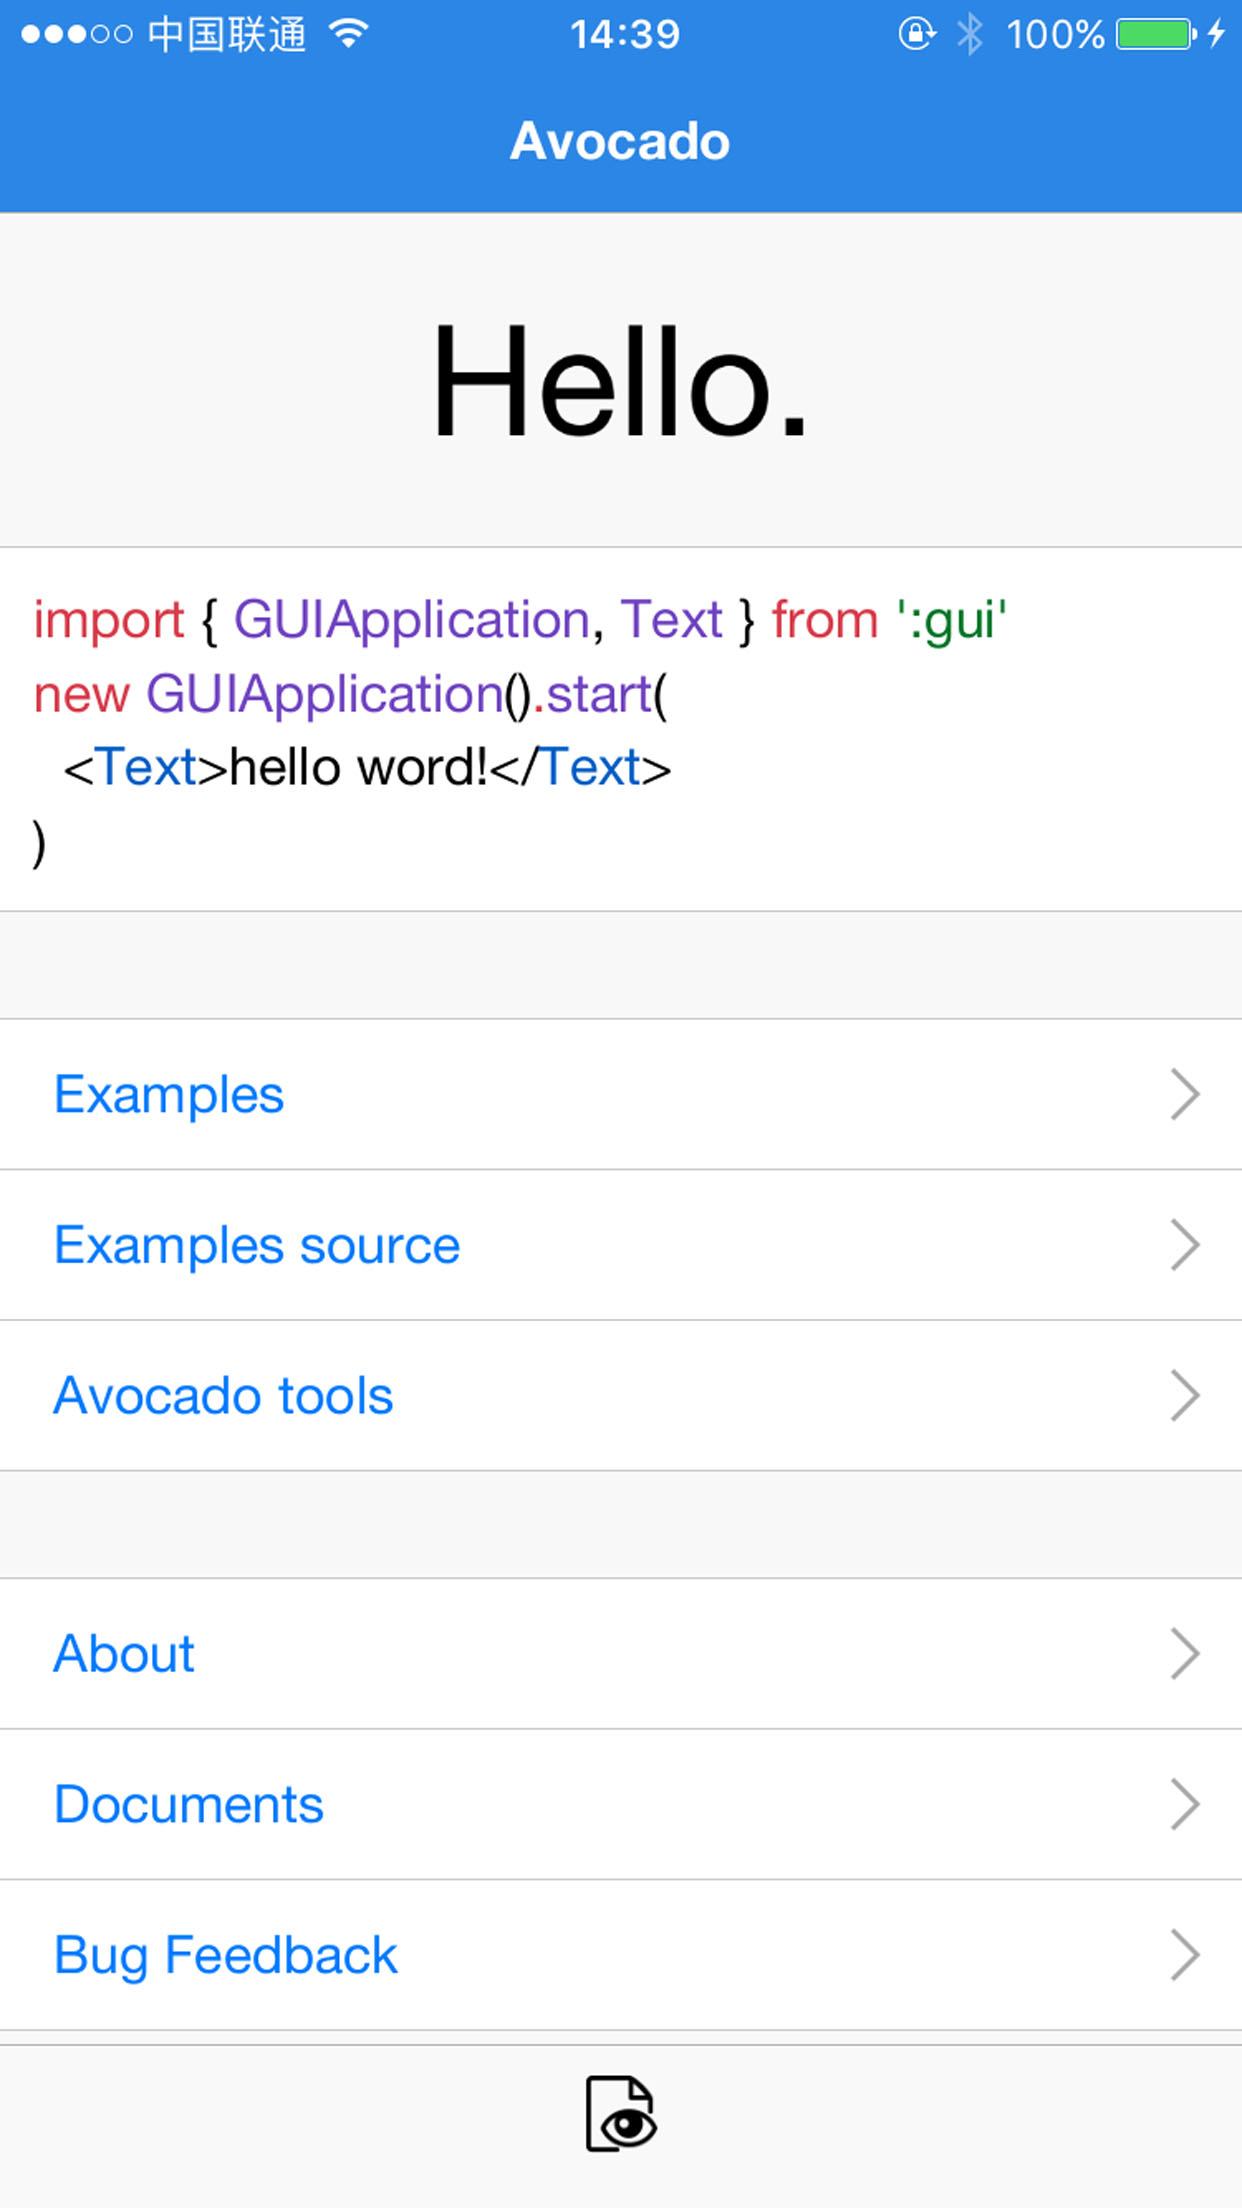 中国联通 14:39 100%
Avocado
Hello.
import { GUIApplication, Text } from ':gui'
new GUIApplication().start(
<Text>hello word!</Text>
)
Examples
Examples source
Avocado tools
About
Documents
Bug Feedback